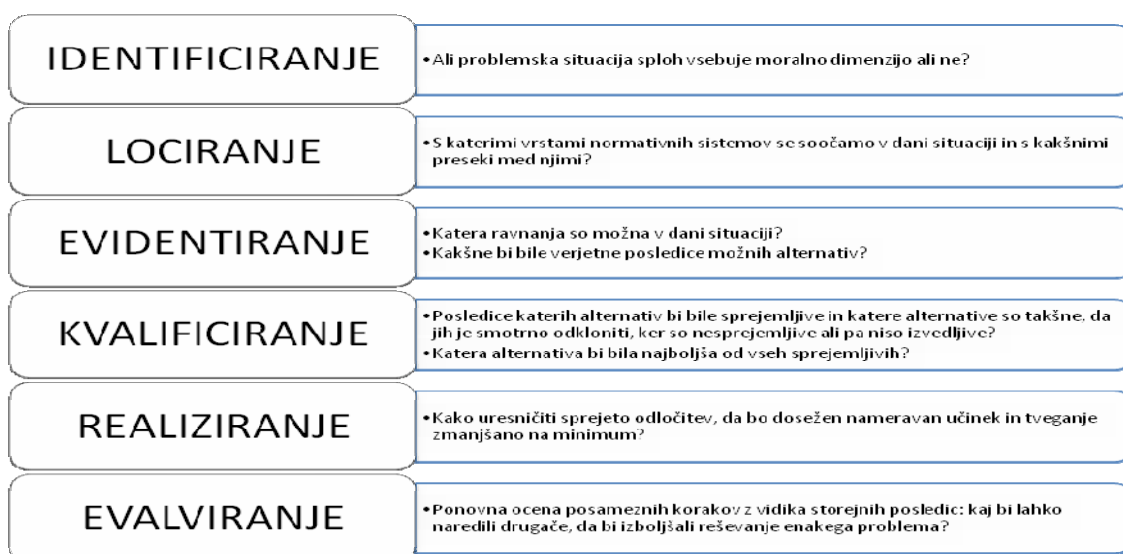 IDENTIFICIRANJE
•Ali problemska situacija sploh vsebuje moralno dimenzijo ali ne?
LOCIRANJE
•S katerimi vrstami normativnih sistemov se soočamo v dani situaciji in s kakšnimi
preseki med njimi?
EVIDENTIRANJE
•Katera ravnanja so možna v dani situaciji?
•Kakšne bi bile verjetne posledice možnih alternativ?
KVALIFICIRANJE
•Posledice katerih alternativ bi bile sprejemljive in katere alternative so takšne, da
jih je smotrno odkloniti, ker so nesprejemljive ali pa niso izvedljive?
•Katera alternativa bi bila najboljša od vseh sprejemljivih?
REALIZIRANJE
•Kako uresničiti sprejeto odločitev, da bo dosežen nameravan učinek in tveganje
zmanjšano na minimum?
EVALVIRANJE
•Ponovna ocena posameznih korakov z vidika storejnih posledic: kaj bi lahko
naredili drugače, da bi izboljšali reševanje enakega problema?